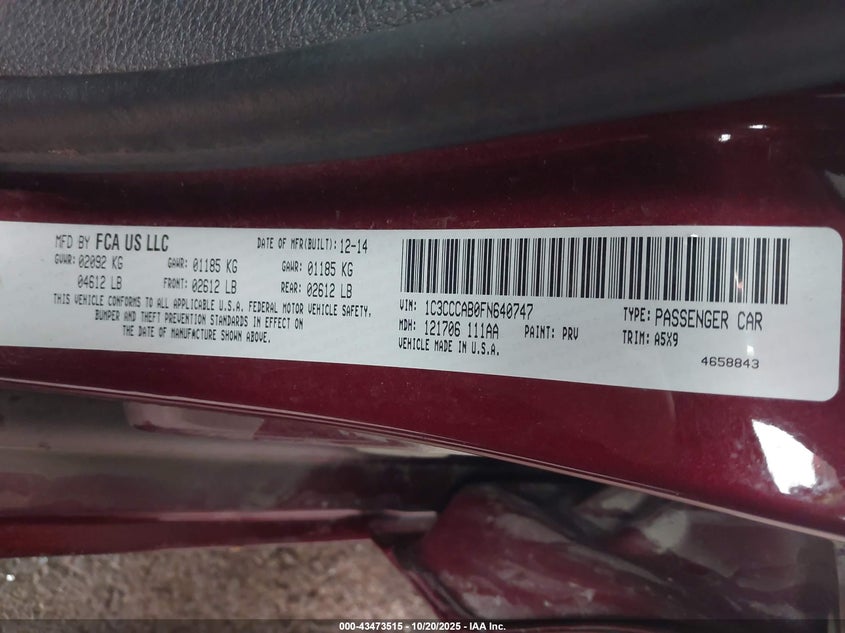 MFD BY FCA US LLC DATE OF MFR(BUILT): 12-14
GVWR: 02092 KG GAWR: 01185 KG GAWR: 01185 KG
04612 LB FRONT: 02612 LB REAR: 02612 LB
THIS VEHICLE CONFORMS TO ALL APPLICABLE U.S.A. FEDERAL MOTOR VEHICLE SAFETY,
BUMPER AND THEFT PREVENTION STANDARDS IN EFFECT ON
THE DATE OF MANUFACTURE SHOWN ABOVE.
VIN: 1C3CCCAB0FN640747 TYPE: PASSENGER CAR
MDH: 121706 111AA PAINT: PRV TRIM: A5X9
VEHICLE MADE IN U.S.A.
4658843
000-43473515 - 10/20/2025 - IAA Inc.